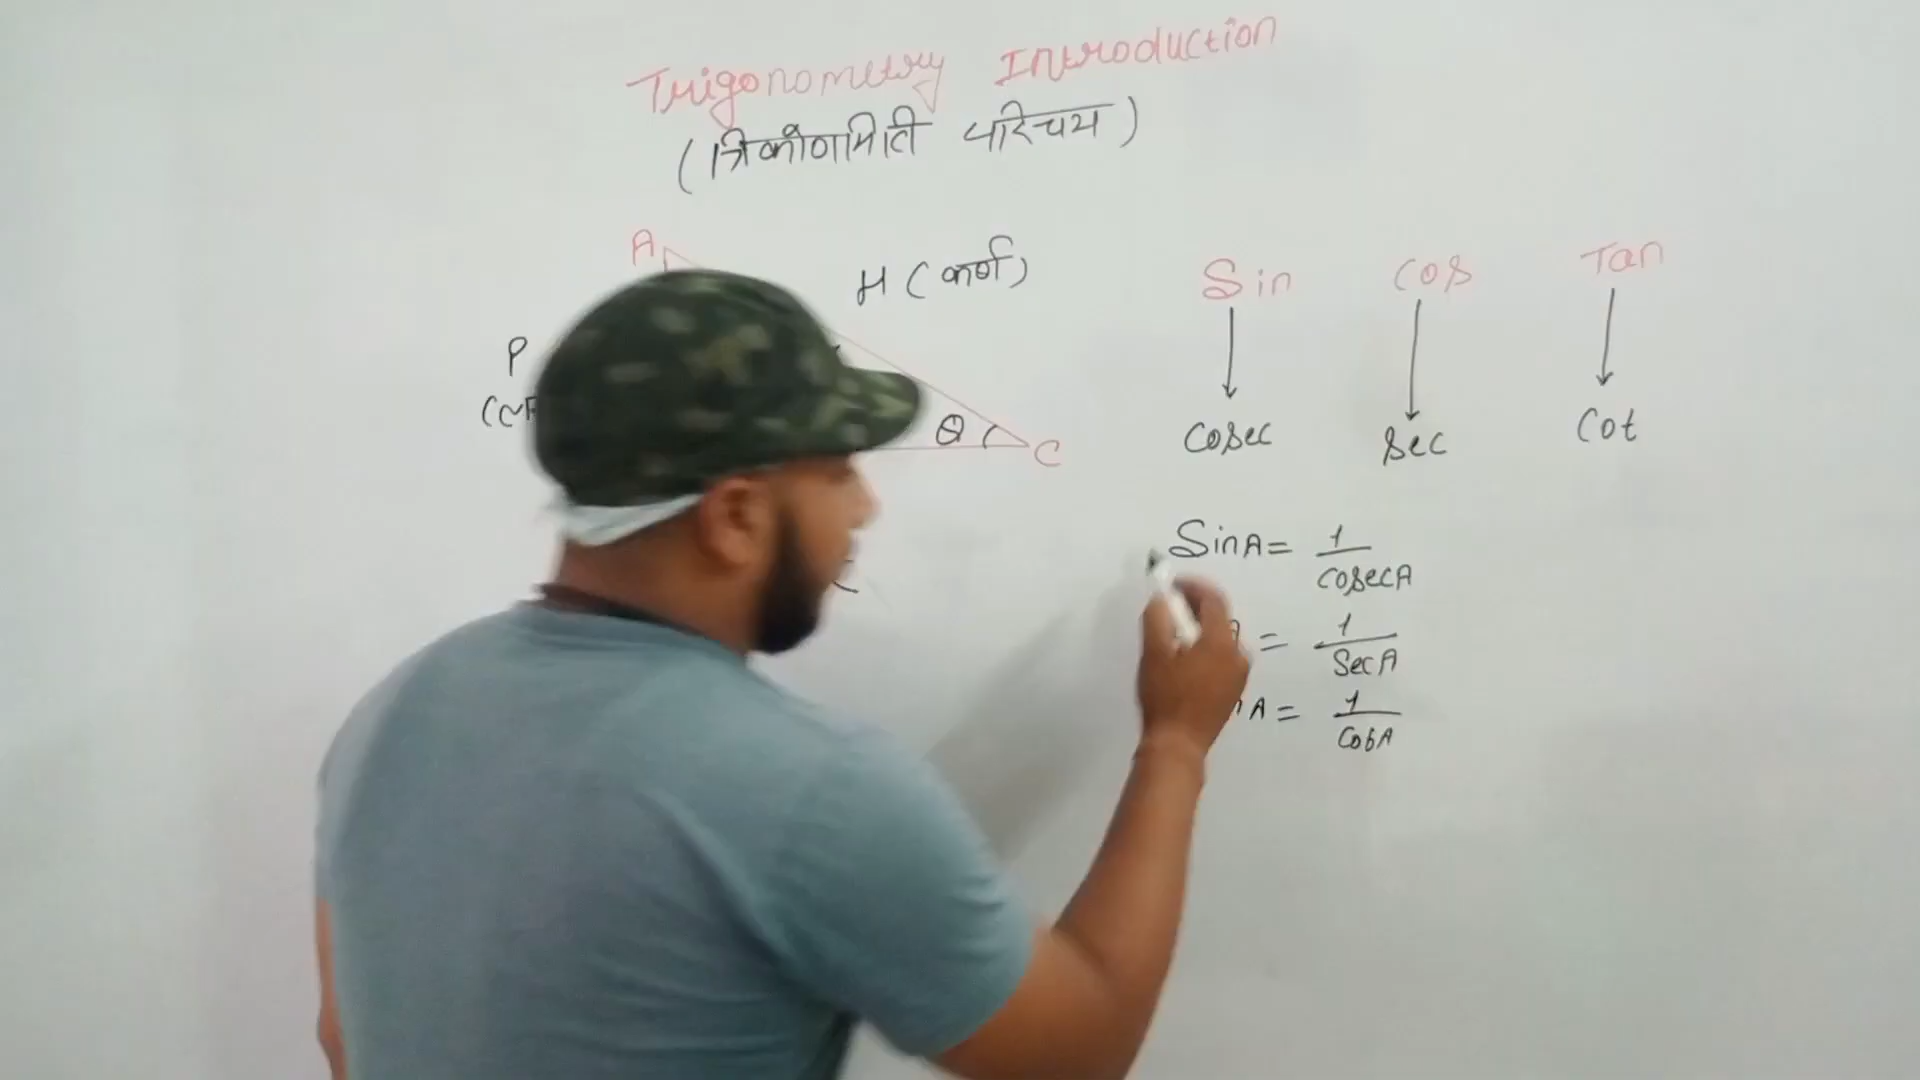 Trigonometry Introduction
(त्रिकोणमिती परिचय)
A
H (कर्ण)
P
θ
C
Sin Cos Tan
Cosec Sec Cot
SinA = 1/CosecA
A = 1/SecA
A = 1/CotA